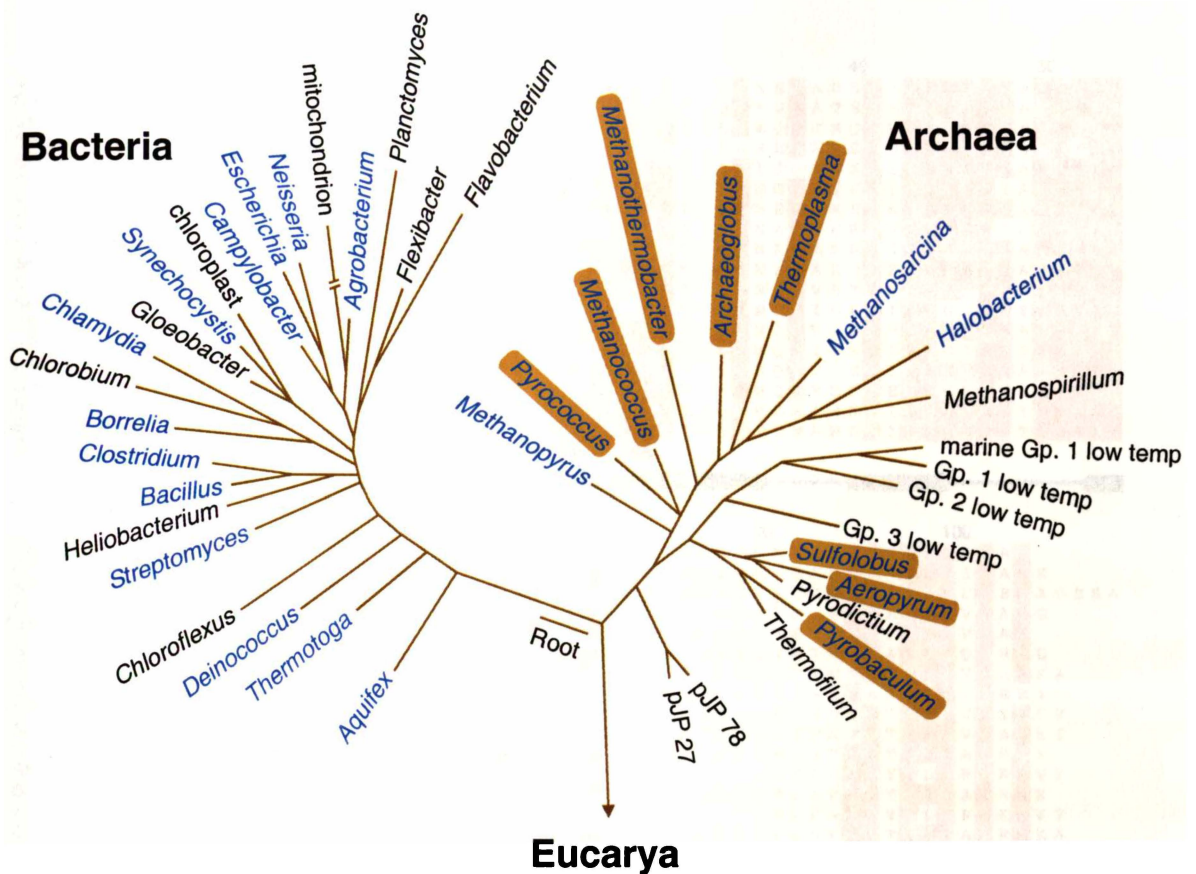 Bacteria
Archaea
Eucarya
Root
Chlorobium
Chlamydia
Gloeobacter
Synechocystis
chloroplast
Campylobacter
Escherichia
Neisseria
mitochondrion
Agrobacterium
Planctomyces
Flexibacter
Flavobacterium
Borrelia
Clostridium
Bacillus
Heliobacterium
Streptomyces
Chloroflexus
Deinococcus
Thermotoga
Aquifex
Methanopyrus
Pyrococcus
Methanococcus
Methanothermobacter
Archaeoglobus
Thermoplasma
Methanosarcina
Halobacterium
Methanospirillum
marine Gp. 1 low temp
Gp. 1 low temp
Gp. 2 low temp
Gp. 3 low temp
Sulfolobus
Aeropyrum
Pyrodictium
Pyrobaculum
Thermofilum
pJP 78
pJP 27